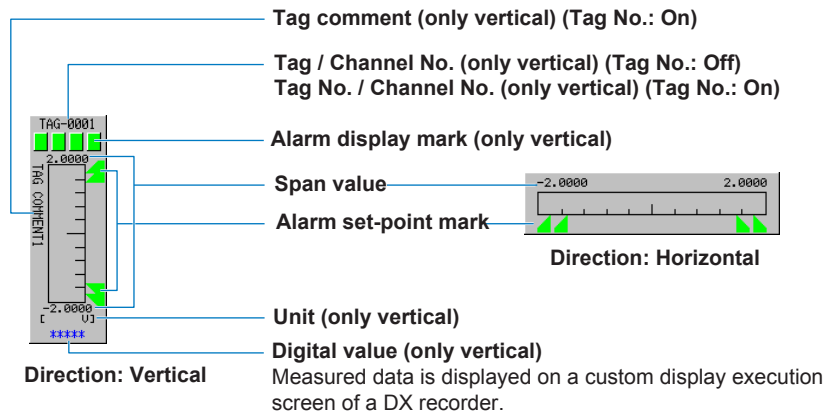 Tag comment (only vertical) (Tag No.: On)
Tag / Channel No. (only vertical) (Tag No.: Off)
Tag No. / Channel No. (only vertical) (Tag No.: On)
TAG-0001
Alarm display mark (only vertical)
2.0000
TAG COMMENT1
Span value
-2.0000 2.0000
Alarm set-point mark
Direction: Horizontal
-2.0000
[ V]
Unit (only vertical)
*****
Digital value (only vertical)
Direction: Vertical
Measured data is displayed on a custom display execution
screen of a DX recorder.